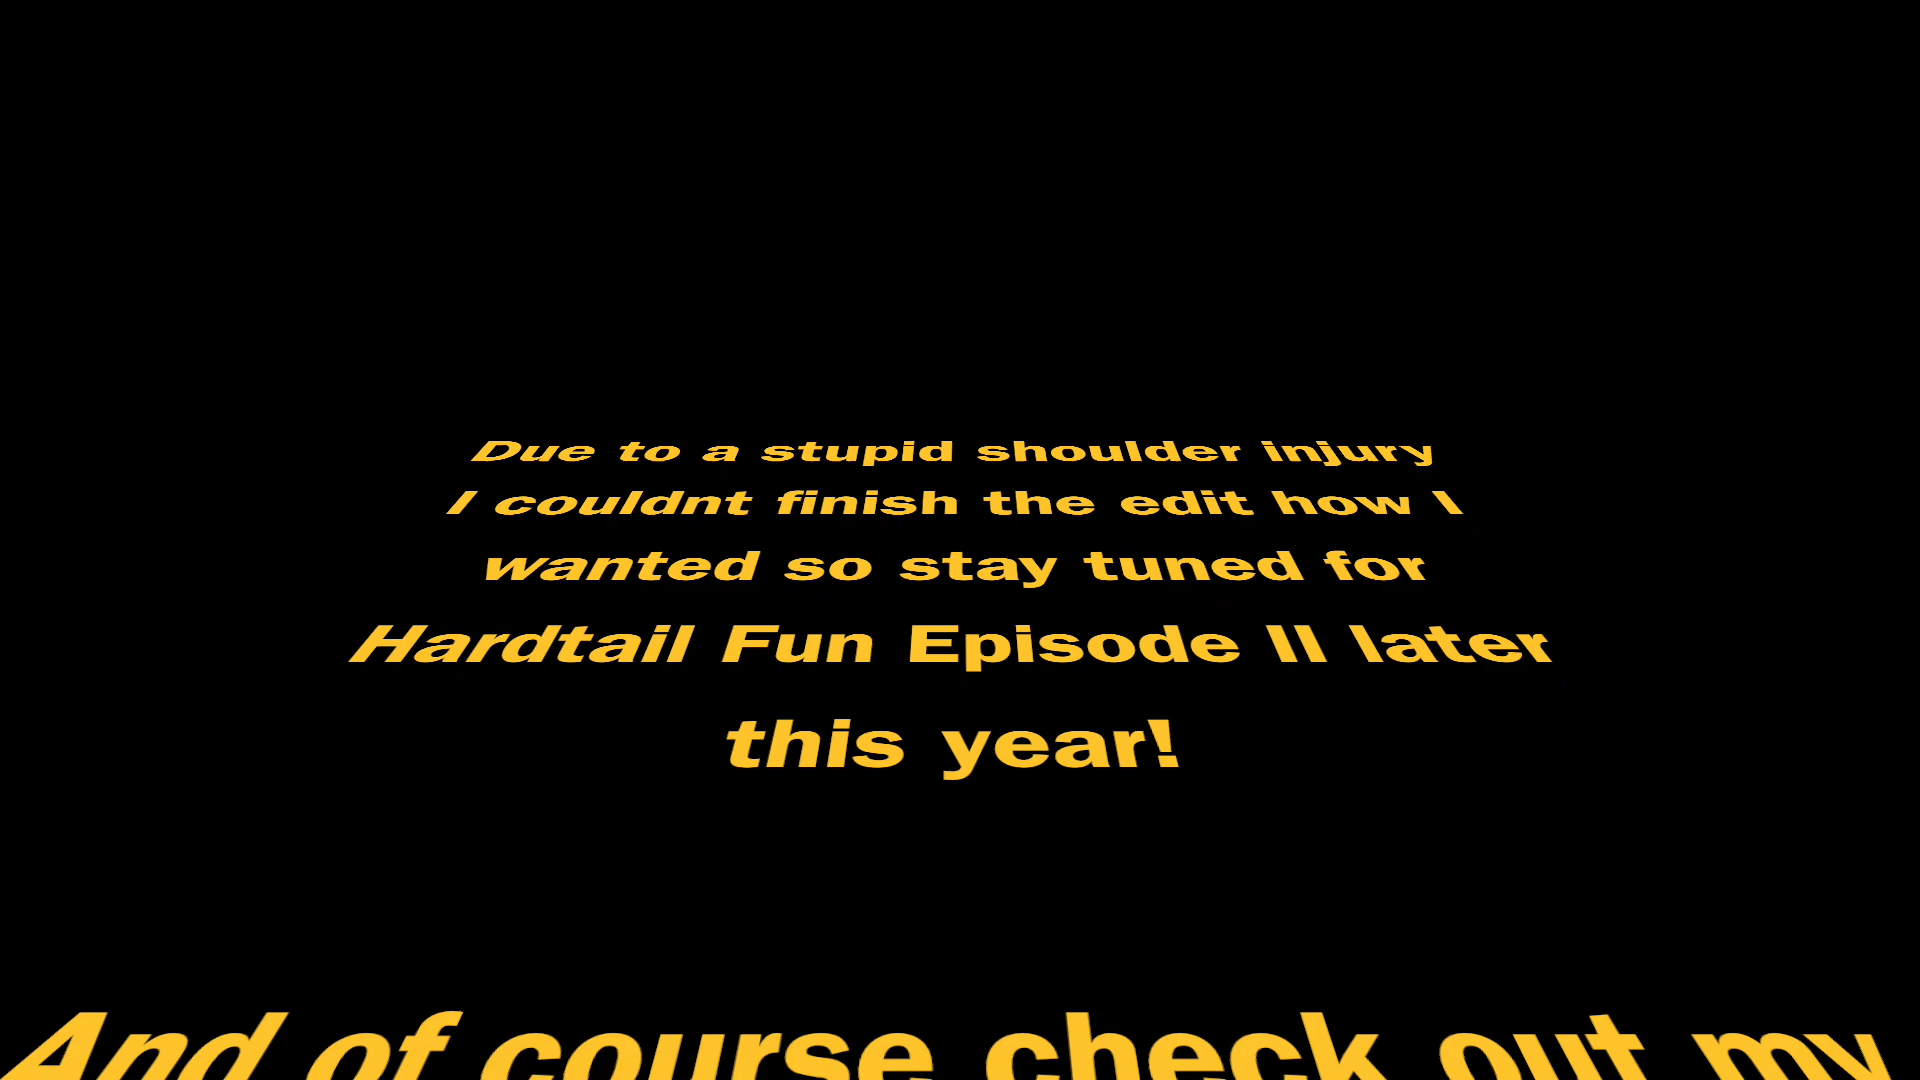 Due to a stupid shoulder injury
I couldnt finish the edit how I
wanted so stay tuned for
Hardtail Fun Episode II later
this year!
And of course check out my